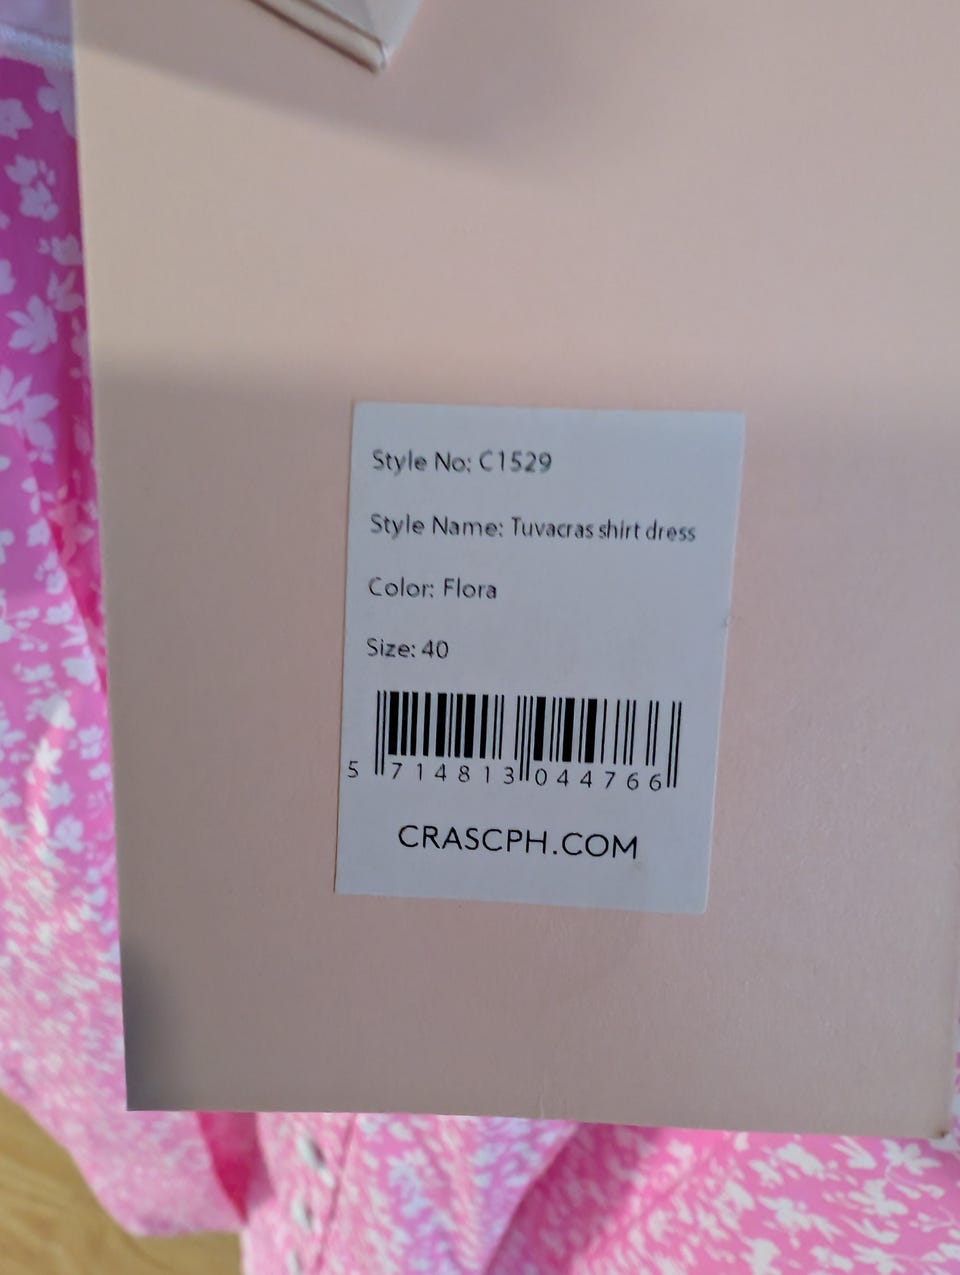 Style No: C1529
Style Name: Tuvacras shirt dress
Color: Flora
Size: 40
5 714813 044766
CRASCPH.COM